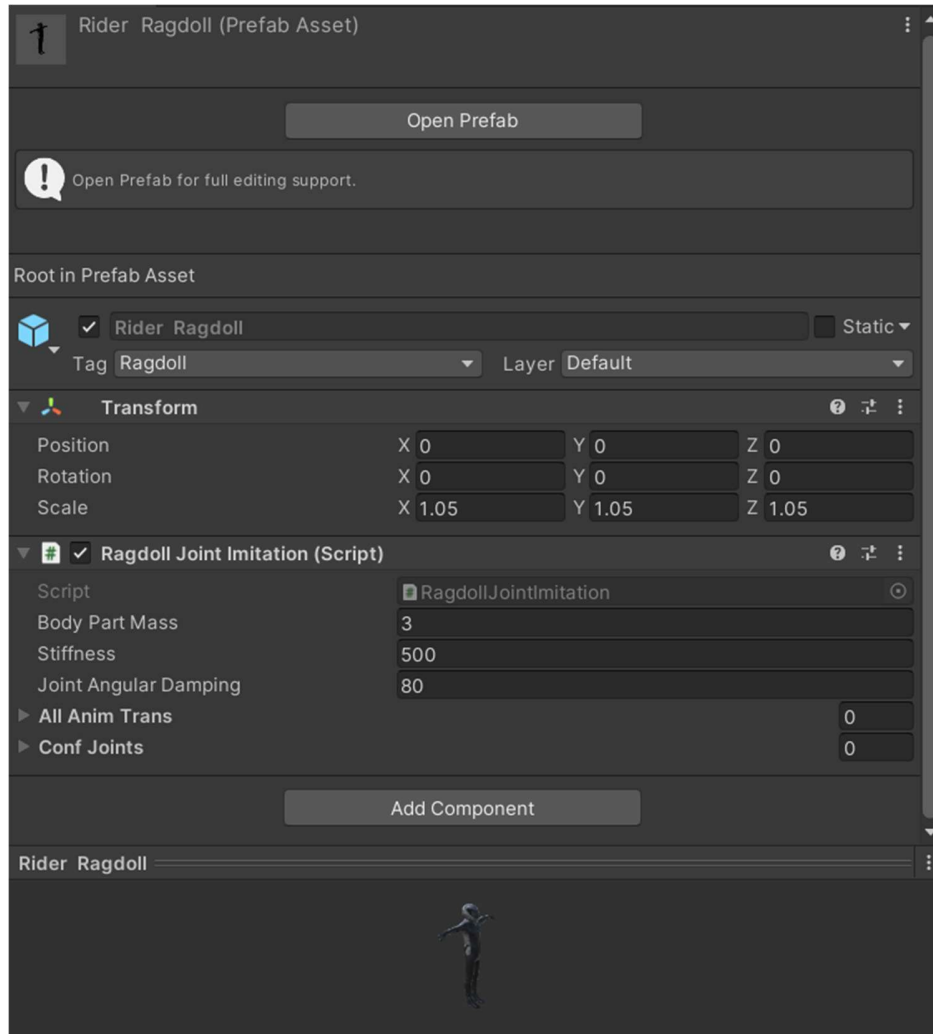 Rider Ragdoll (Prefab Asset)
Open Prefab
Open Prefab for full editing support.
Root in Prefab Asset
Rider Ragdoll Static
Tag Ragdoll Layer Default
Transform
Position X 0 Y 0 Z 0
Rotation X 0 Y 0 Z 0
Scale X 1.05 Y 1.05 Z 1.05
# Ragdoll Joint Imitation (Script)
Script RagdollJointImitation
Body Part Mass 3
Stiffness 500
Joint Angular Damping 80
All Anim Trans 0
Conf Joints 0
Add Component
Rider Ragdoll